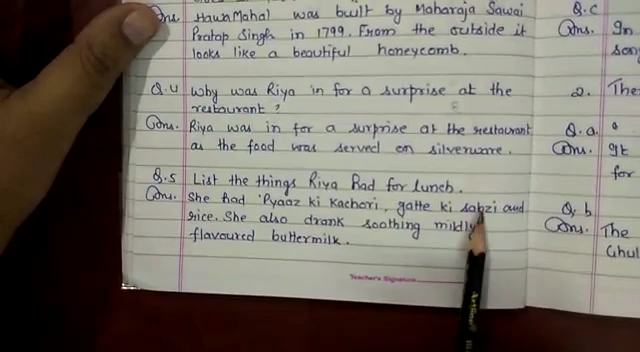 Ans. Hawa Mahal was built by Maharaja Sawai
Pratap Singh in 1799. From the outside it
looks like a beautiful honeycomb.
Q.4 Why was Riya in for a surprise at the
restaurant?
Ans. Riya was in for a surprise at the restaurant
as the food was served on silverware.
Q.5 List the things Riya had for lunch.
Ans. She had 'Pyaaz ki Kachori, gatte ki sabzi and
rice. She also drank soothing mildly
flavoured buttermilk.
Teacher's Signature
Q.C
Ans. In
song
2. The
Q.a.
Ans. It
for
Q.b
Ans. The